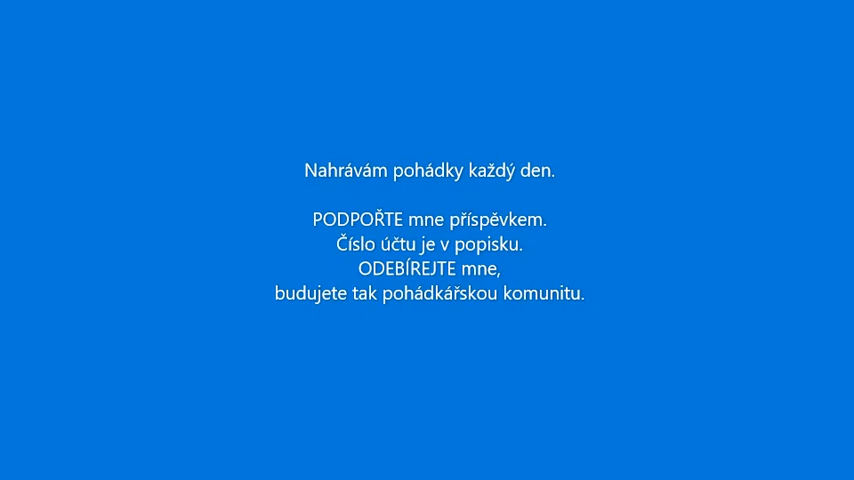 Nahrávám pohádky každý den.
PODPOŘTE mne příspěvkem.
Číslo účtu je v popisku.
ODEBÍREJTE mne,
budujete tak pohádkářskou komunitu.